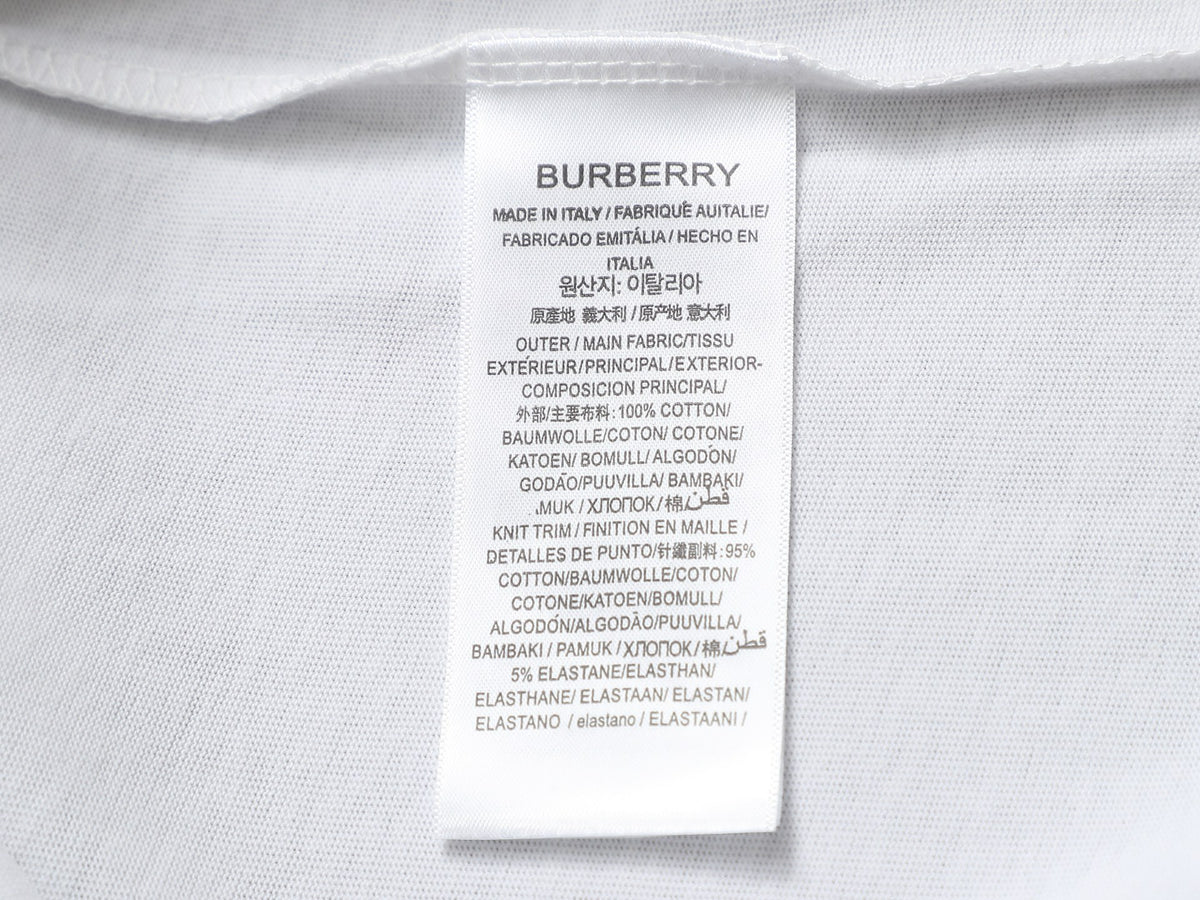 BURBERRY
MADE IN ITALY / FABRIQUÉ AUITALIE/
FABRICADO EMITÁLIA / HECHO EN
ITALIA
원산지: 이탈리아
原產地 義大利 / 原产地 意大利
OUTER / MAIN FABRIC/TISSU
EXTÉRIEUR/PRINCIPAL/EXTERIOR-
COMPOSICION PRINCIPAL/
外部/主要布料:100% COTTON/
BAUMWOLLE/COTON/ COTONE/
KATOEN/ BOMULL/ ALGODÓN/
GODÃO/PUUVILLA/ BAMBAKI/
.MUK / ХЛОПОК/棉/قطن
KNIT TRIM / FINITION EN MAILLE /
DETALLES DE PUNTO/針纖副料:95%
COTTON/BAUMWOLLE/COTON/
COTONE/KATOEN/BOMULL/
ALGODÓN/ALGODÃO/PUUVILLA/
BAMBAKI / PAMUK /ХЛОПОК/棉/قطن
5% ELASTANE/ELASTHAN/
ELASTHANE/ ELASTAAN/ ELASTAN/
ELASTANO / elastano / ELASTAANI /